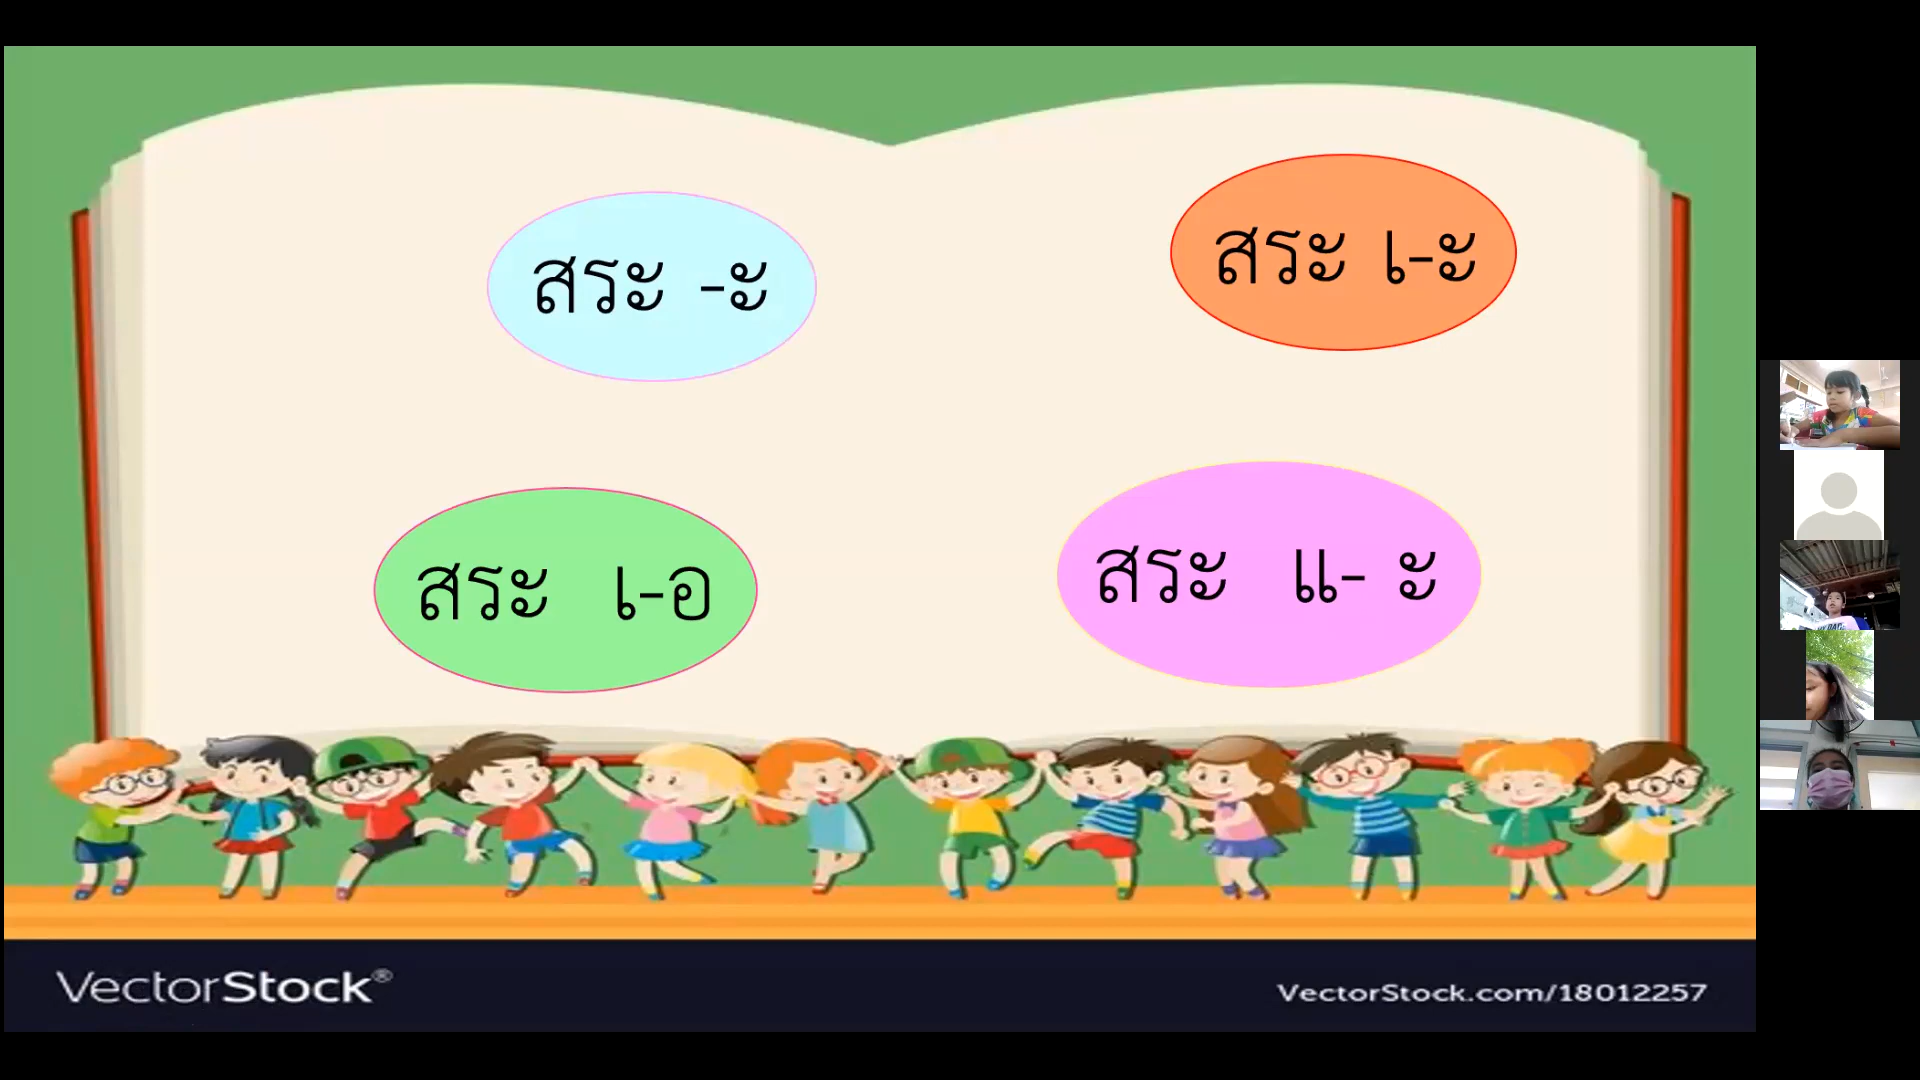 สระ -ะ
สระ เ-ะ
สระ เ-อ
สระ แ- ะ
VectorStock®
VectorStock.com/18012257